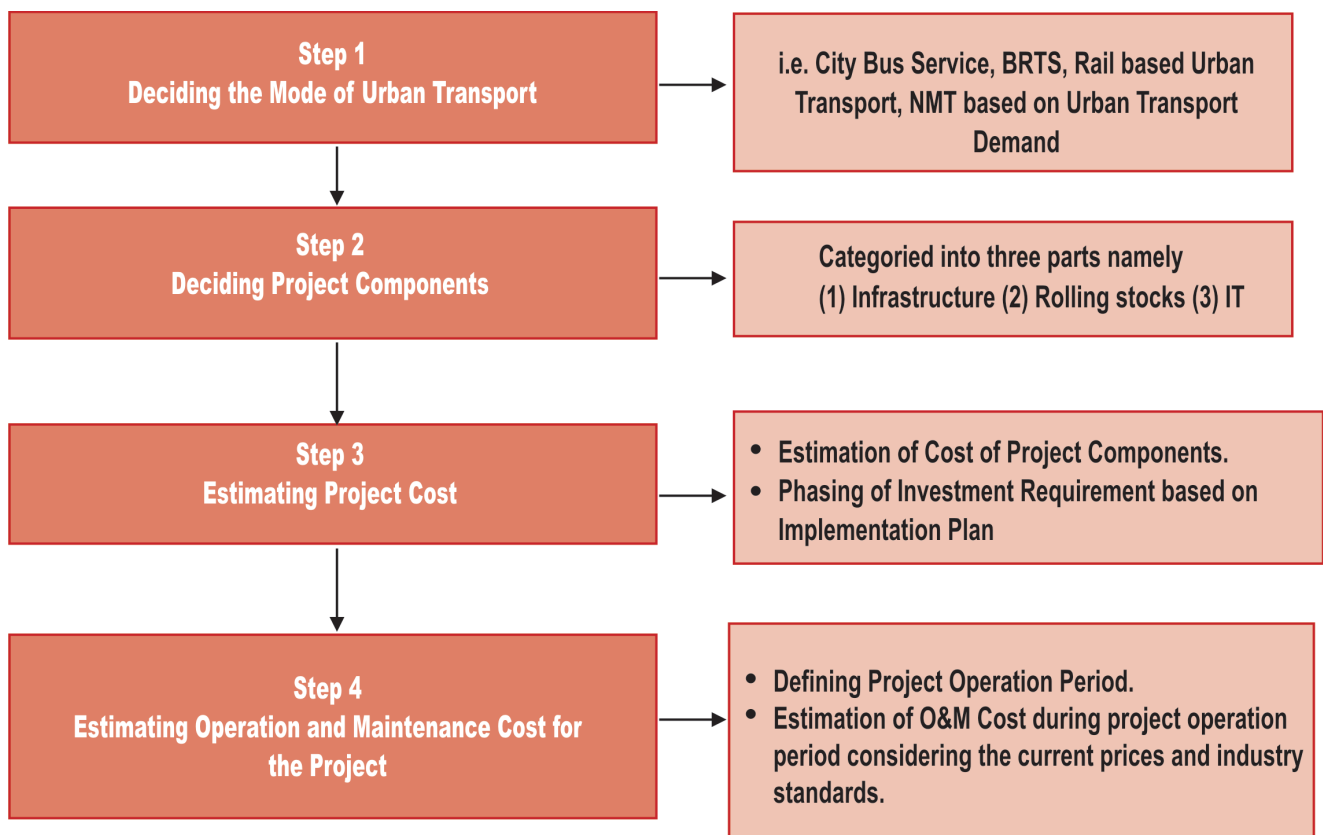 Step 1
Deciding the Mode of Urban Transport
i.e. City Bus Service, BRTS, Rail based Urban
Transport, NMT based on Urban Transport
Demand
Step 2
Deciding Project Components
Categoried into three parts namely
(1) Infrastructure (2) Rolling stocks (3) IT
Step 3
Estimating Project Cost
• Estimation of Cost of Project Components.
• Phasing of Investment Requirement based on
Implementation Plan
Step 4
Estimating Operation and Maintenance Cost for
the Project
• Defining Project Operation Period.
• Estimation of O&M Cost during project operation
period considering the current prices and industry
standards.